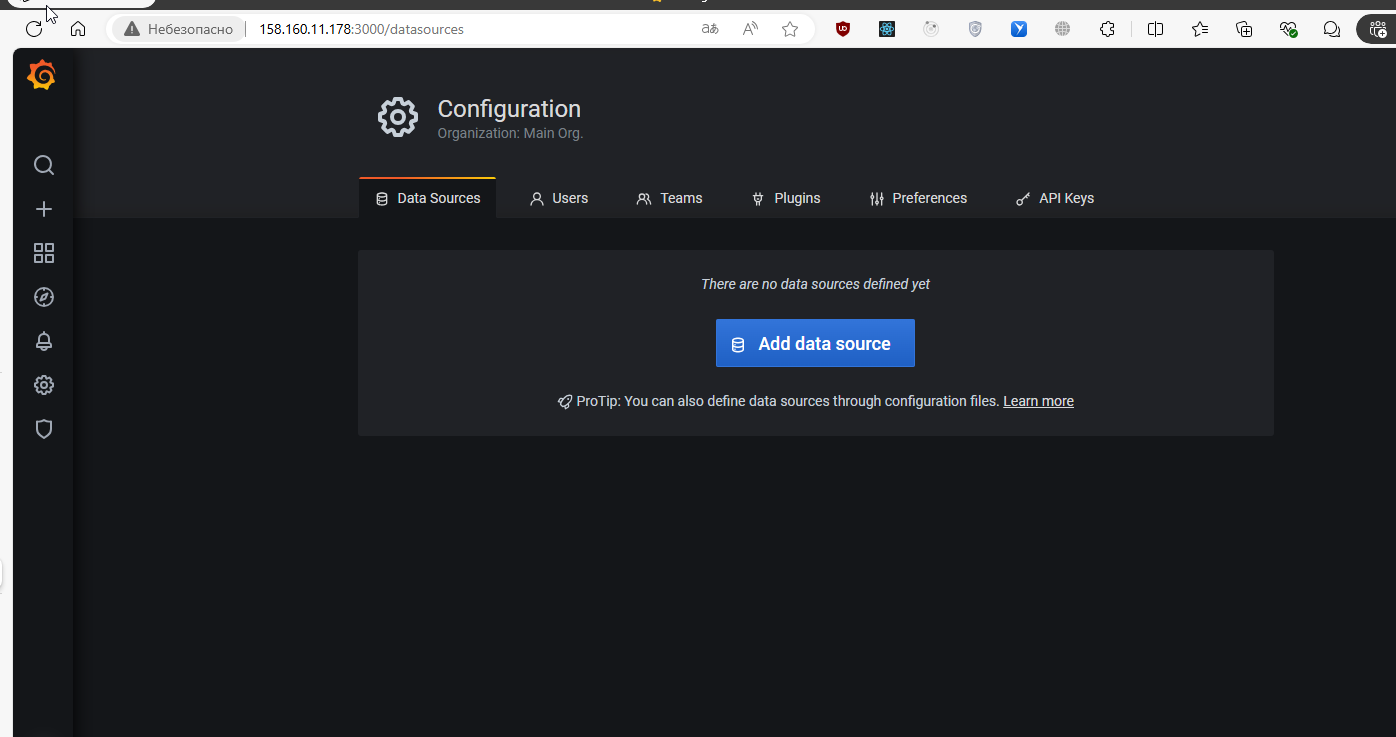 Небезопасно 158.160.11.178:3000/datasources
Configuration
Organization: Main Org.
Data Sources Users Teams Plugins Preferences API Keys
There are no data sources defined yet
Add data source
ProTip: You can also define data sources through configuration files. Learn more